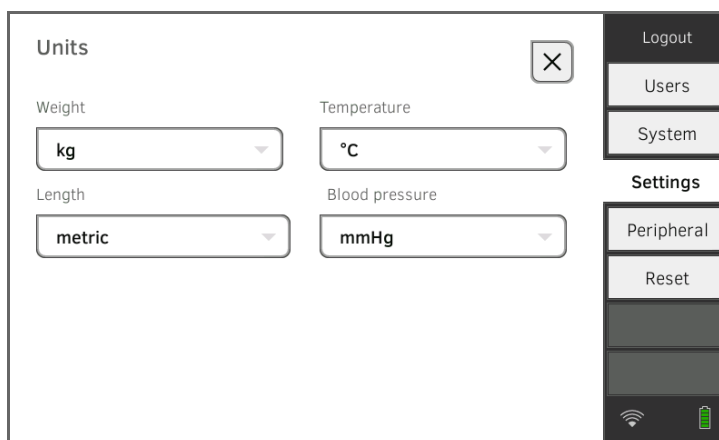 Units
Weight
Temperature
kg
°C
Length
Blood pressure
metric
mmHg
Logout
Users
System
Settings
Peripheral
Reset